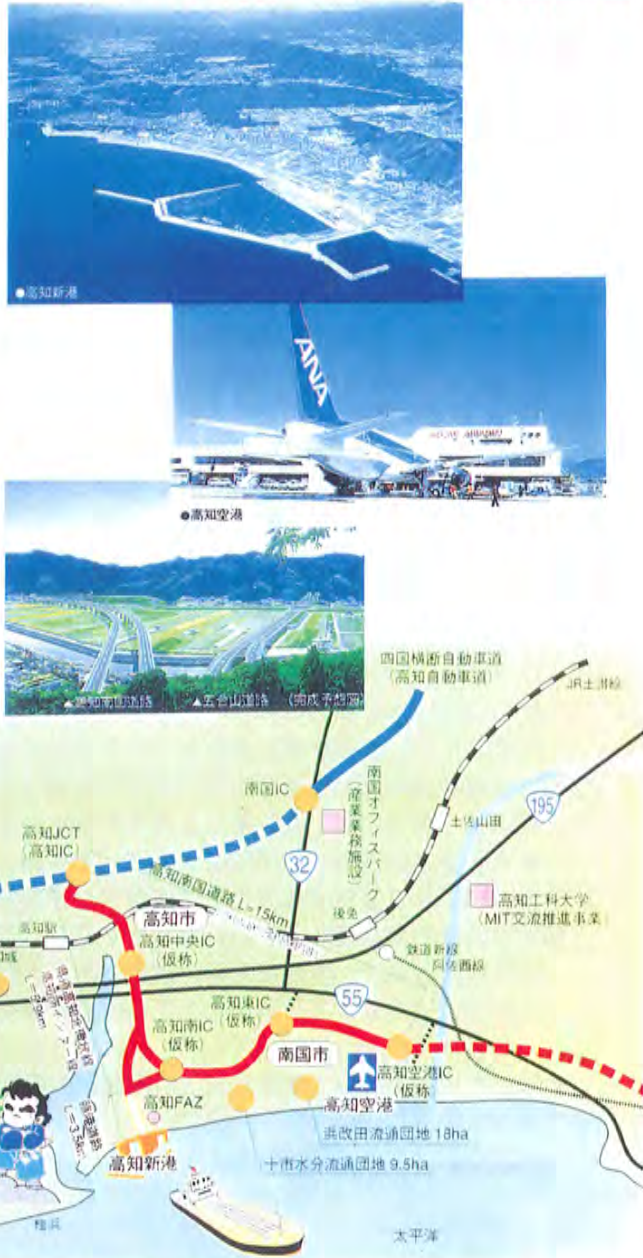 ●高知新港
ANA
●高知空港
▲高知南国道路 ▲五台山道路 (完成予想図)
四国横断自動車道
(高知自動車道)
JR土讃線
南国IC
南国オフィスパーク
(産業業務施設)
土佐山田
195
高知JCT
(高知IC)
32
高知南国道路 L=15km
高知工科大学
(MIT交流推進事業)
高知市
後免
高知駅
高知中央IC
(仮称)
鉄道新線
阿佐西線
55
高知東IC
(仮称)
高知南IC
(仮称)
南国市
高知空港IC
(仮称)
高知空港
高知FAZ
港湾道路
L=3.5km
浜改田流通団地 18ha
高知新港
十市水分流通団地 9.5ha
桂浜
太平洋